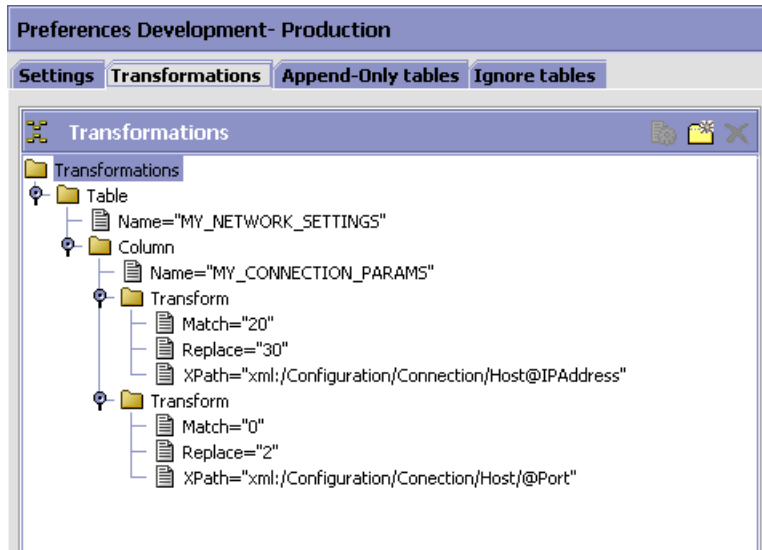 Preferences Development- Production
Settings Transformations Append-Only tables Ignore tables
Transformations
Transformations
Table
Name="MY_NETWORK_SETTINGS"
Column
Name="MY_CONNECTION_PARAMS"
Transform
Match="20"
Replace="30"
XPath="xml:/Configuration/Connection/Host@IPAddress"
Transform
Match="0"
Replace="2"
XPath="xml:/Configuration/Conection/Host/@Port"